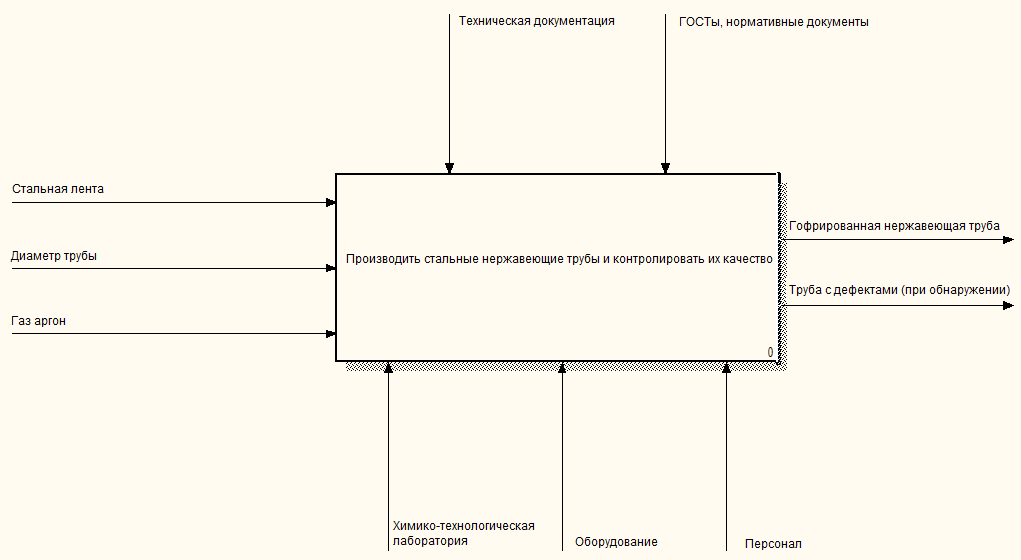 Техническая документация
ГОСТы, нормативные документы
Стальная лента
Диаметр трубы
Газ аргон
Производить стальные нержавеющие трубы и контролировать их качество
0
Гофрированная нержавеющая труба
Труба с дефектами (при обнаружении)
Химико-технологическая
лаборатория
Оборудование
Персонал